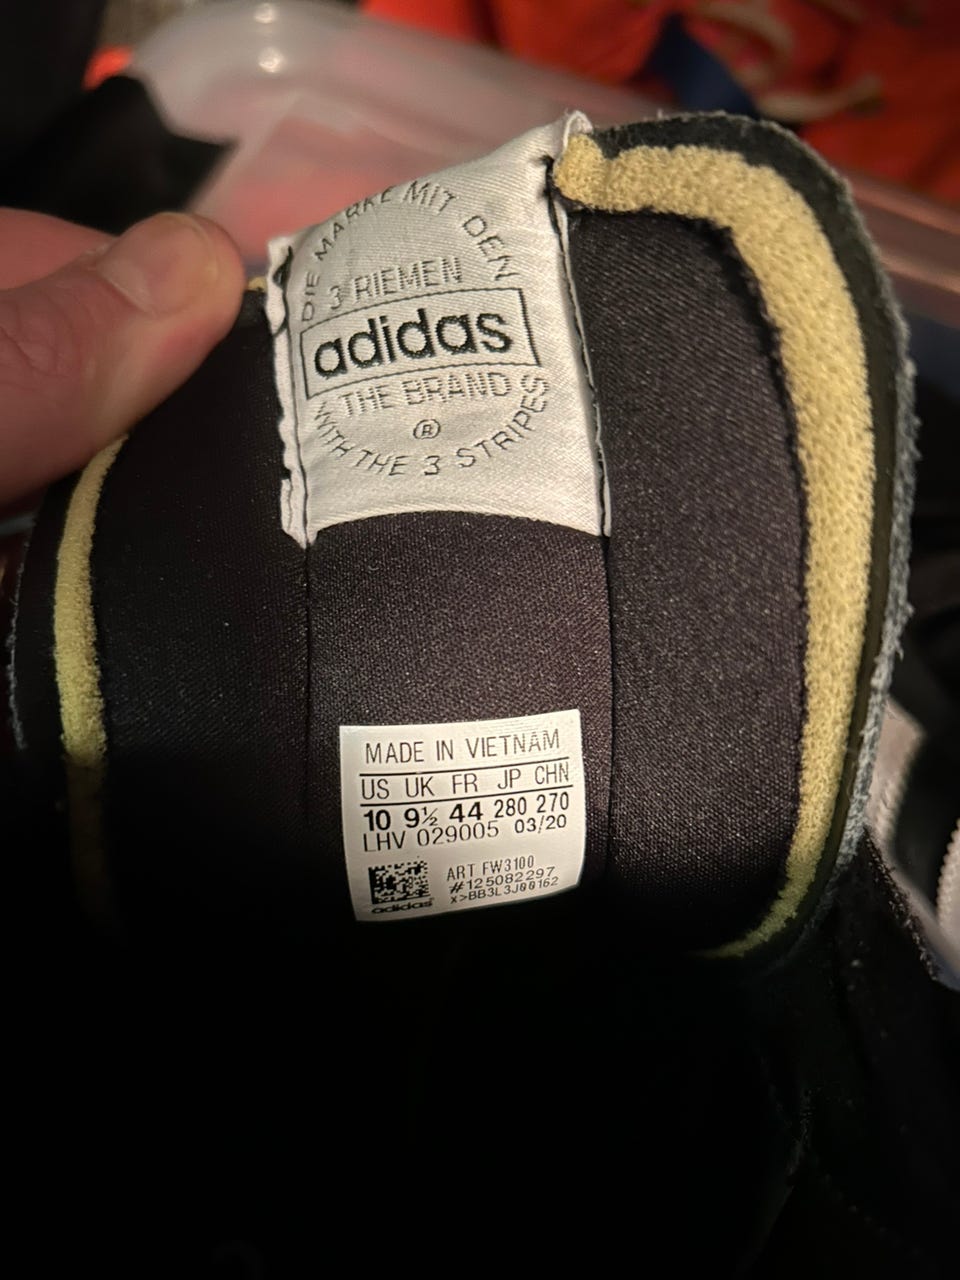 DIE MARKE MIT DEN
3 RIEMEN
adidas
THE BRAND
®
WITH THE 3 STRIPES
MADE IN VIETNAM
US UK FR JP CHN
10 9½ 44 280 270
LHV 029005 03/20
ART FW3100
#125082297
X>BB3L3J00162
adidas